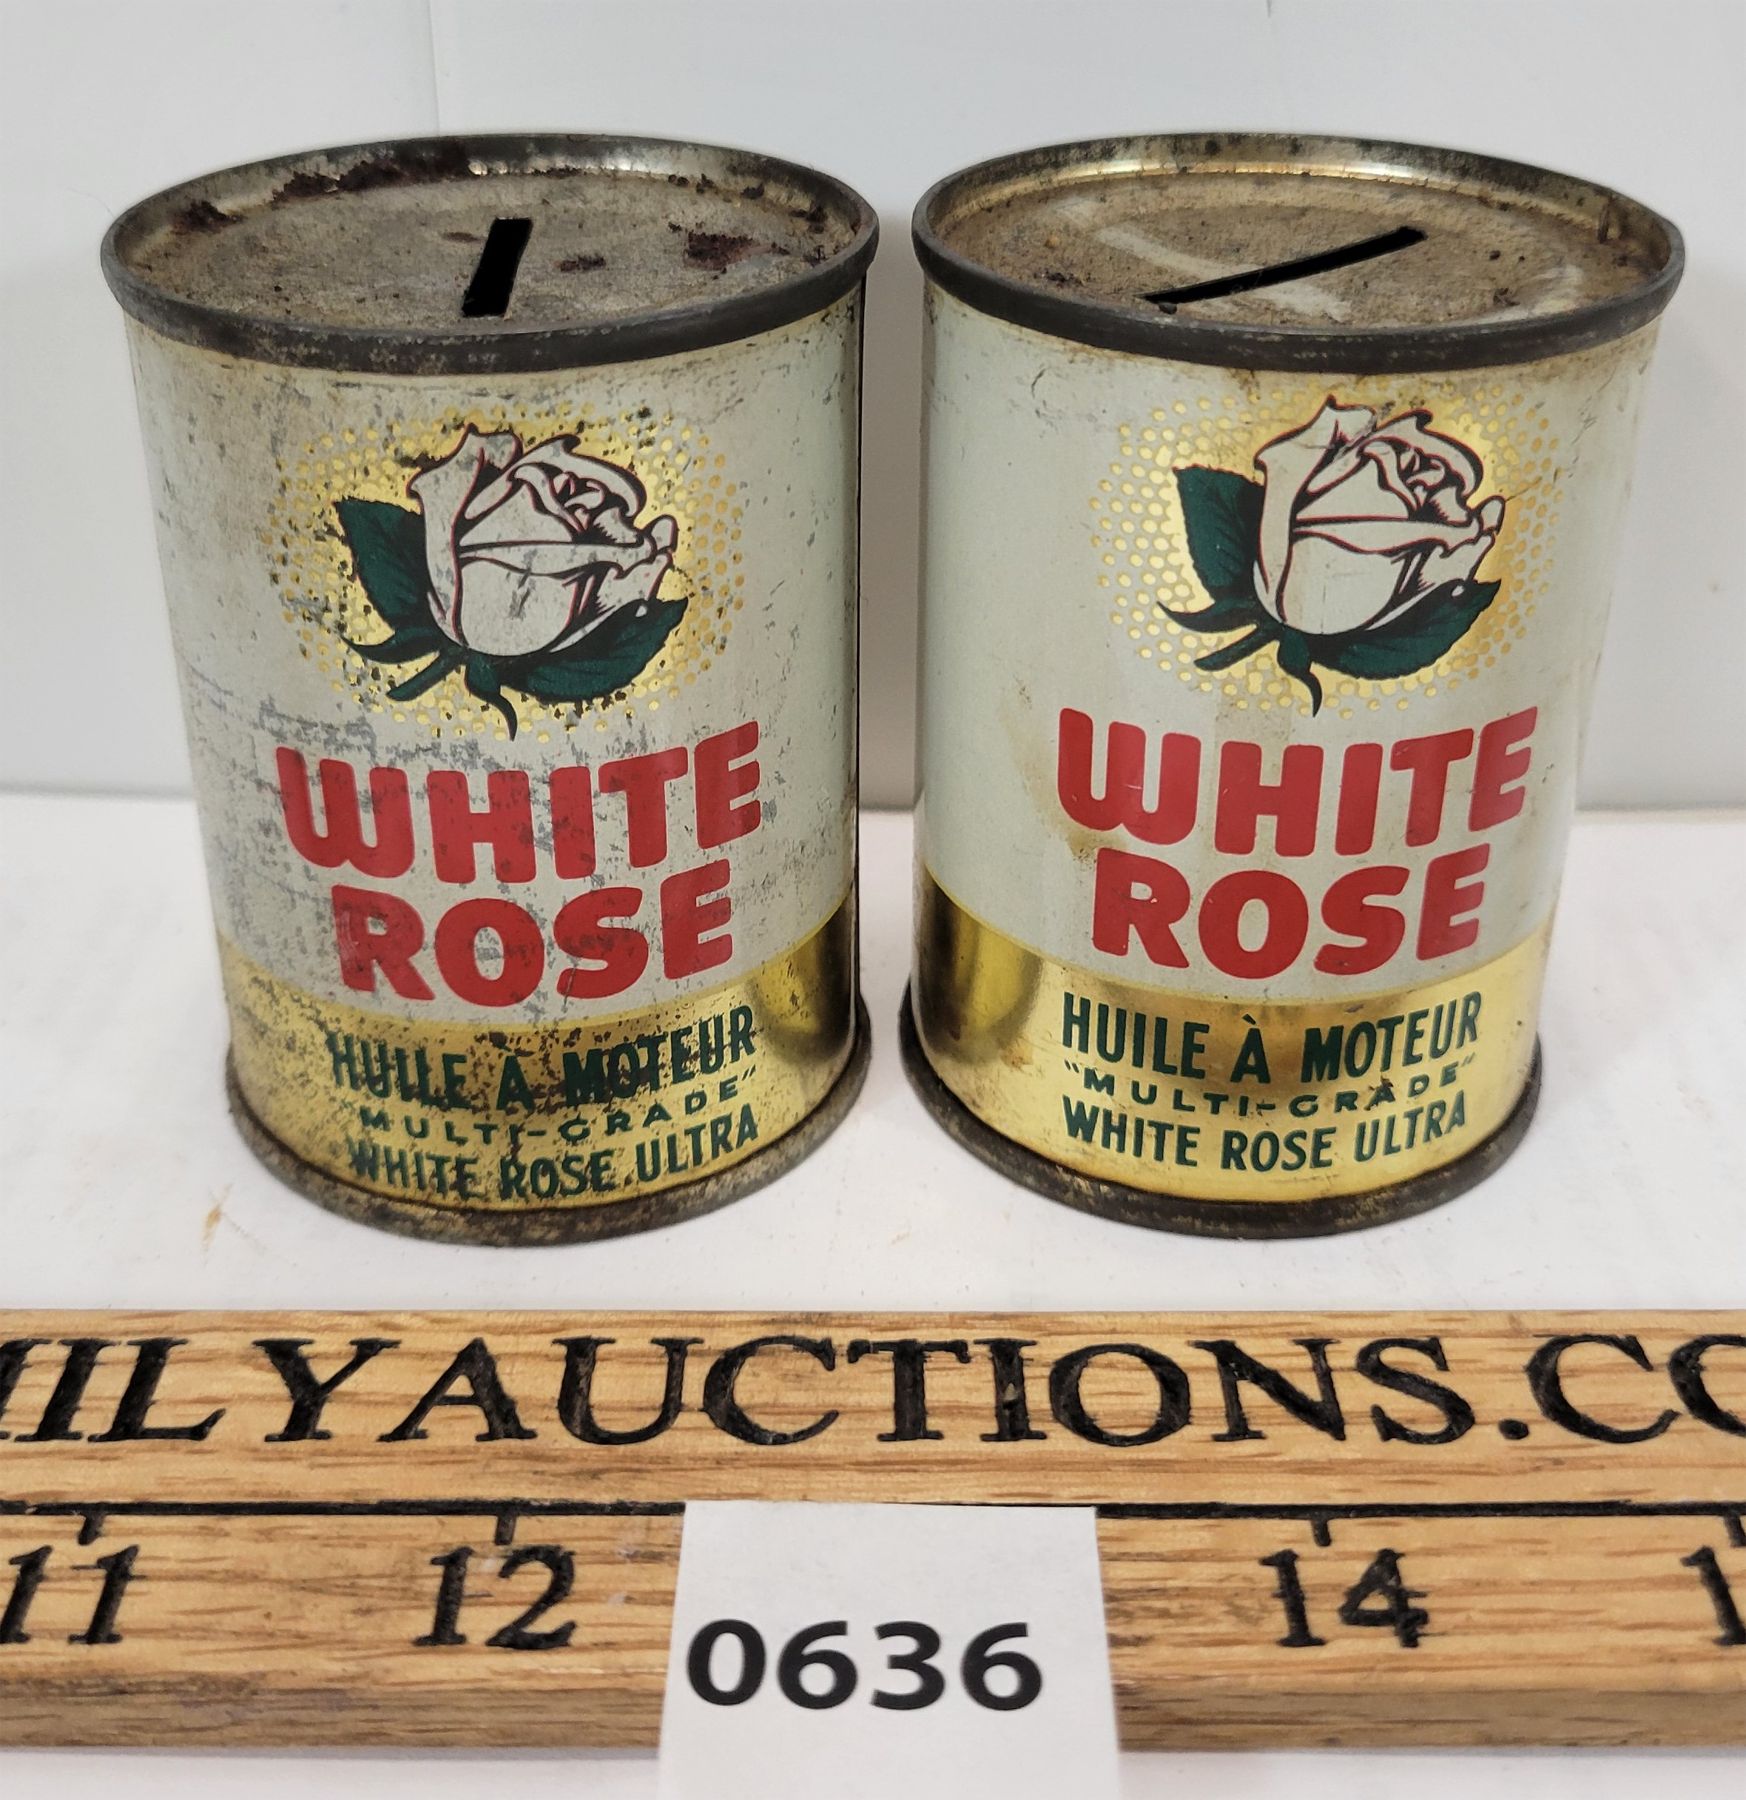 WHITE
ROSE
HUILE À MOTEUR
"MULTI-GRADE"
WHITE ROSE ULTRA
WHITE
ROSE
HUILE À MOTEUR
"MULTI-GRADE"
WHITE ROSE ULTRA
ILYAUCTIONS.CO
11 12 14 1
0636